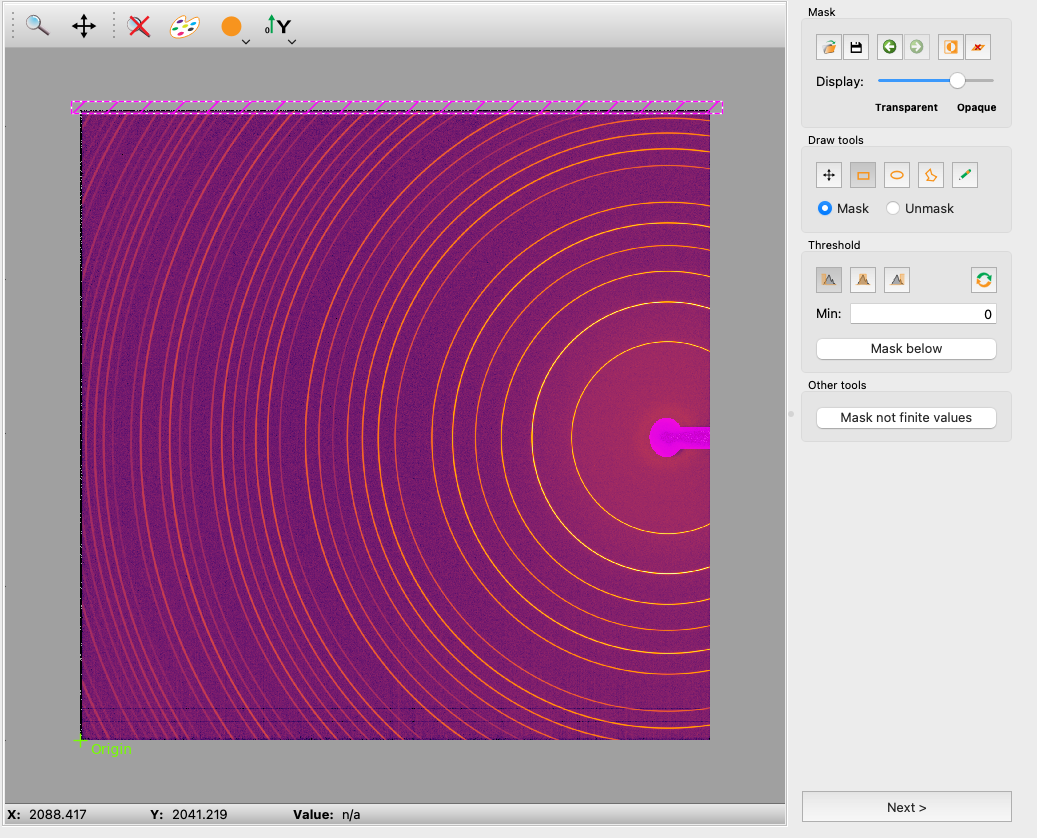 Y
Mask
Display:
Transparent Opaque
Draw tools
Mask Unmask
Threshold
Min: 0
Mask below
Other tools
Mask not finite values
Origin
X: 2088.417 Y: 2041.219 Value: n/a
Next >